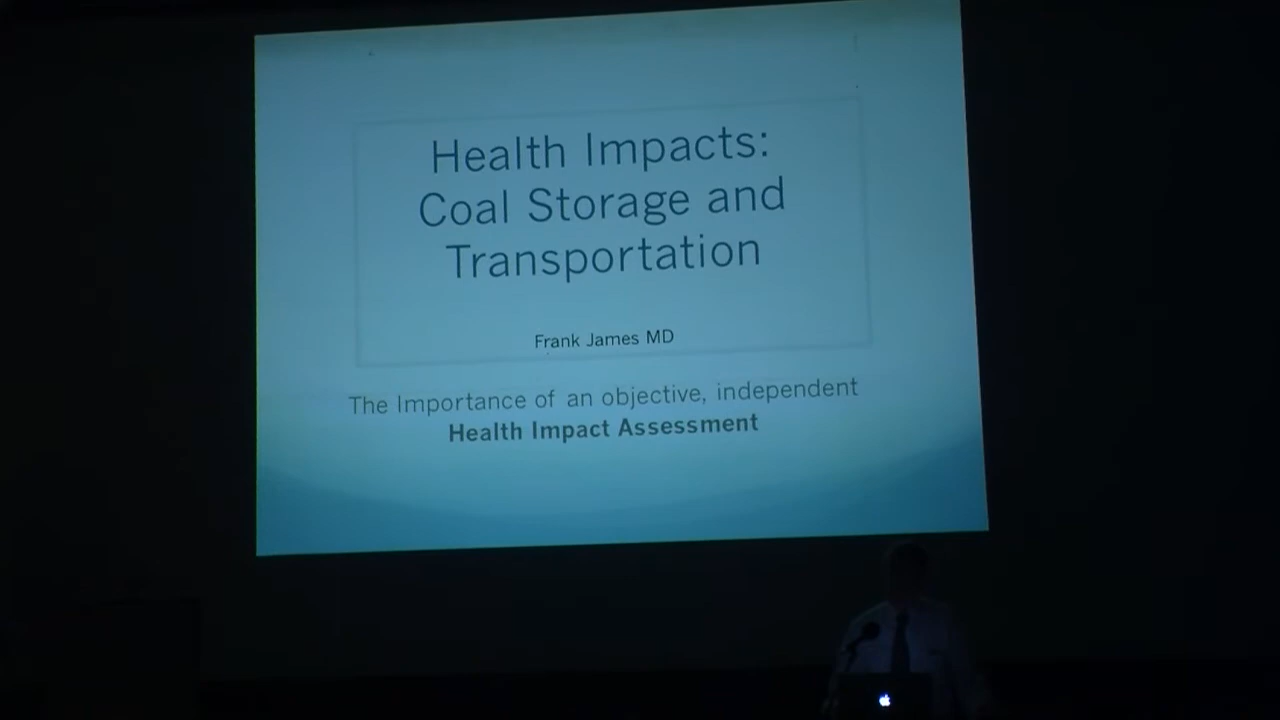 Health Impacts:
Coal Storage and
Transportation
Frank James MD
The Importance of an objective, independent
Health Impact Assessment